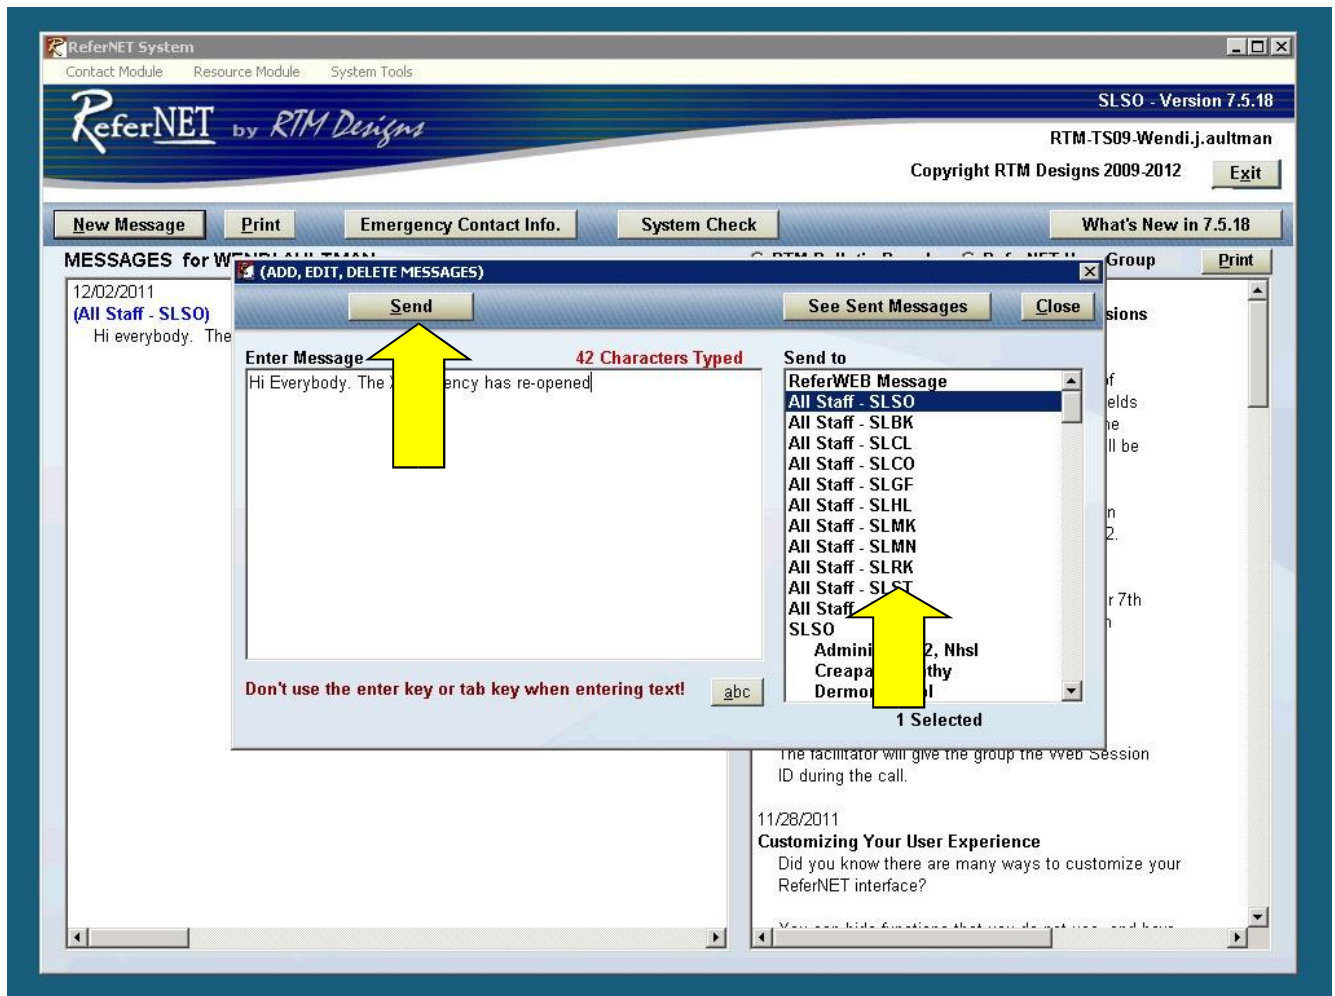 ReferNET System
Contact Module Resource Module System Tools
ReferNET by RTM Designs
SLSO - Version 7.5.18
RTM-TS09-Wendi.j.aultman
Copyright RTM Designs 2009-2012 Exit
New Message Print Emergency Contact Info. System Check What's New in 7.5.18
MESSAGES for
Group Print
12/02/2011
(All Staff - SLSO)
Hi everybody. The
(ADD, EDIT, DELETE MESSAGES)
Send See Sent Messages Close
Enter Message 42 Characters Typed
Hi Everybody. The has re-opened
Don't use the enter key or tab key when entering text! abc
Send to
ReferWEB Message
All Staff - SLSO
All Staff - SLBK
All Staff - SLCL
All Staff - SLCO
All Staff - SLGF
All Staff - SLHL
All Staff - SLMK
All Staff - SLMN
All Staff - SLRK
All Staff - SLST
All Staff
SLSO
2, Nhsl
1 Selected
sions
elds
ll be
2.
r 7th
The facilitator will give the group the Web Session
ID during the call.
11/28/2011
Customizing Your User Experience
Did you know there are many ways to customize your
ReferNET interface?